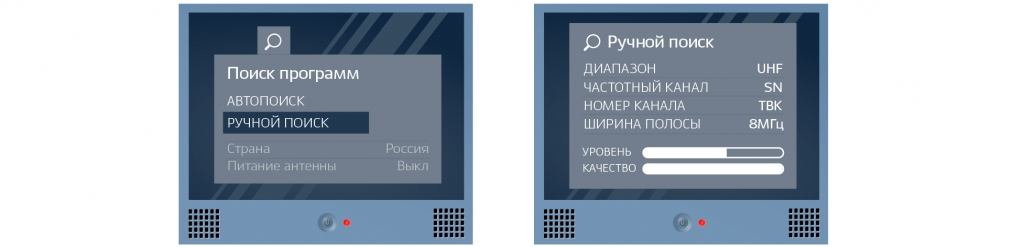 Поиск программ
АВТОПОИСК
РУЧНОЙ ПОИСК
Страна Россия
Питание антенны Выкл
Ручной поиск
ДИАПАЗОН UHF
ЧАСТОТНЫЙ КАНАЛ SN
НОМЕР КАНАЛА ТВК
ШИРИНА ПОЛОСЫ 8МГц
УРОВЕНЬ
КАЧЕСТВО